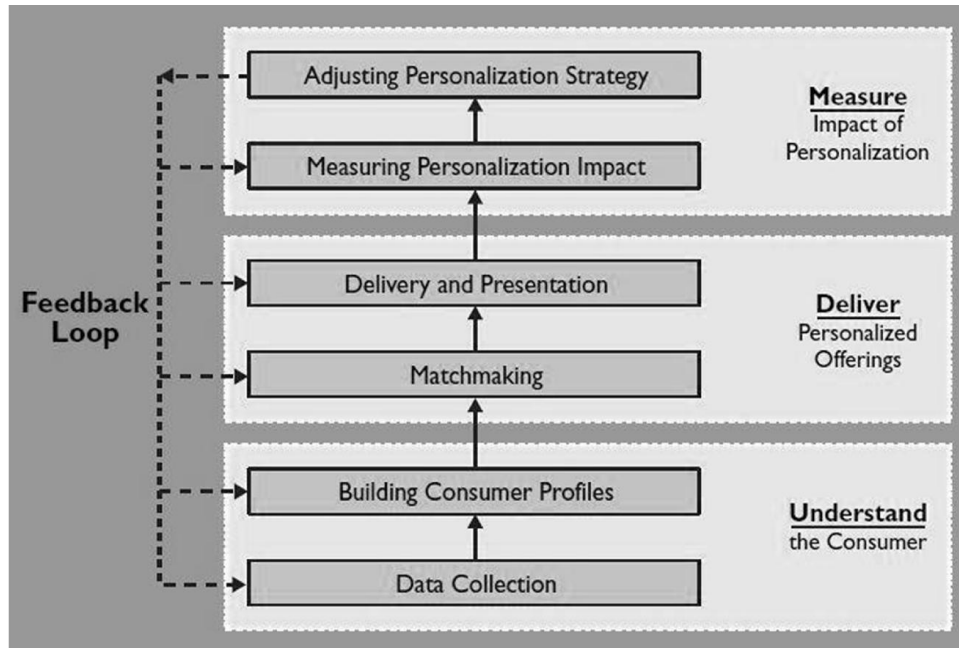 Adjusting Personalization Strategy
Measuring Personalization Impact
Measure
Impact of
Personalization
Feedback
Loop
Delivery and Presentation
Matchmaking
Deliver
Personalized
Offerings
Building Consumer Profiles
Data Collection
Understand
the Consumer